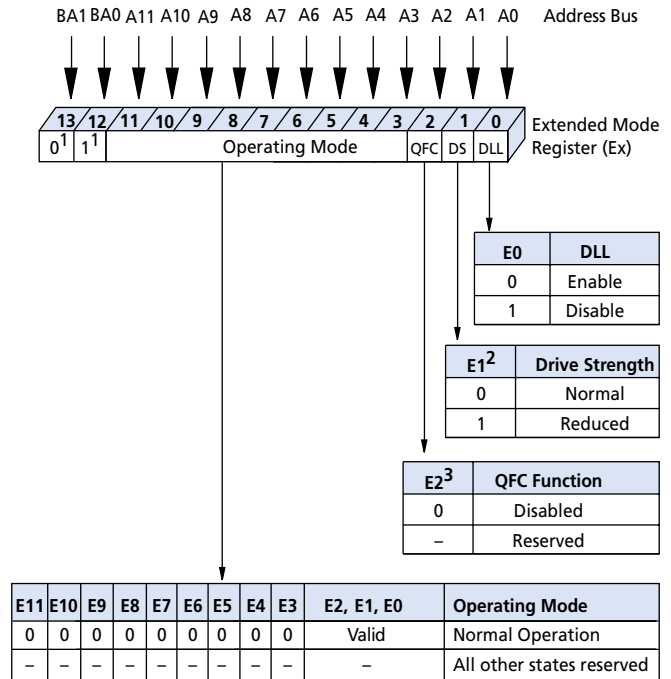 BA1 BA0 A11 A10 A9 A8 A7 A6 A5 A4 A3 A2 A1 A0 Address Bus
13 12 11 10 9 8 7 6 5 4 3 2 1 0
Extended Mode
Register (Ex)
0¹ 1¹ Operating Mode QFC DS DLL
E0 DLL
0 Enable
1 Disable
E1² Drive Strength
0 Normal
1 Reduced
E2³ QFC Function
0 Disabled
– Reserved
E11 E10 E9 E8 E7 E6 E5 E4 E3 E2, E1, E0 Operating Mode
0 0 0 0 0 0 0 0 0 Valid Normal Operation
– – – – – – – – – – All other states reserved